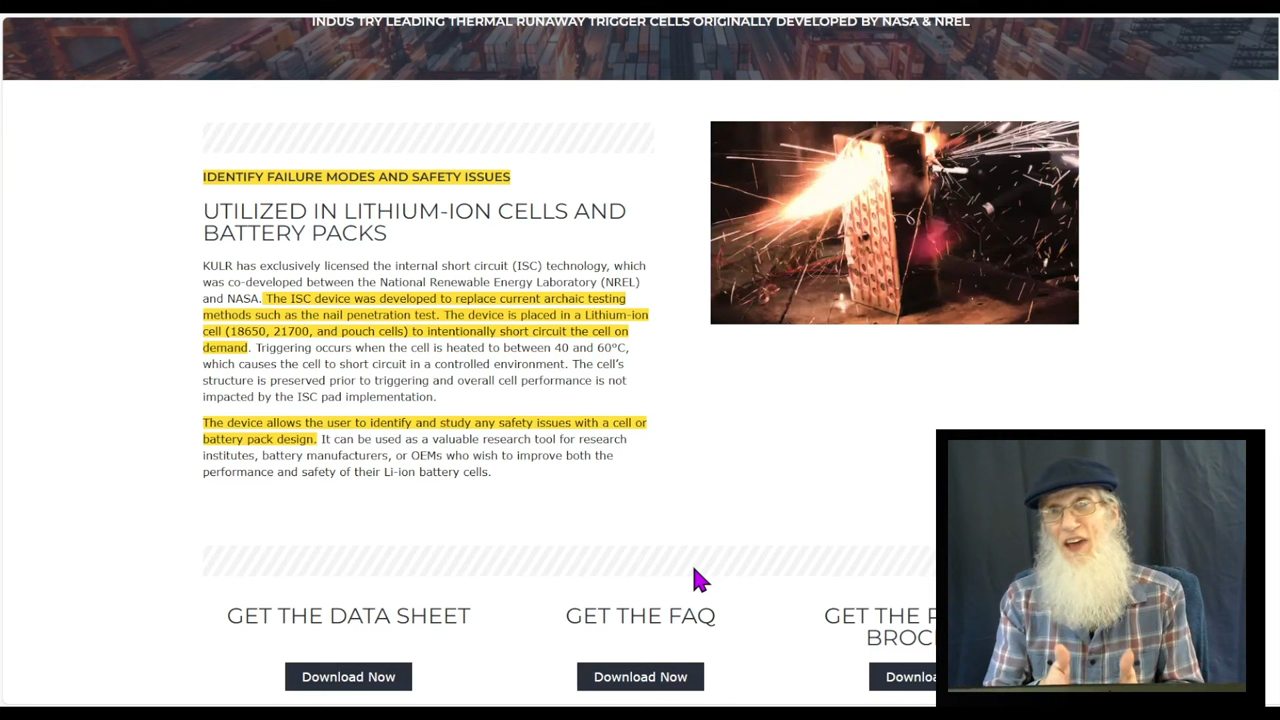 INDUS TRY LEADING THERMAL RUNAWAY TRIGGER CELLS ORIGINALLY DEVELOPED BY NASA & NREL
IDENTIFY FAILURE MODES AND SAFETY ISSUES
UTILIZED IN LITHIUM-ION CELLS AND
BATTERY PACKS
KULR has exclusively licensed the internal short circuit (ISC) technology, which
was co-developed between the National Renewable Energy Laboratory (NREL)
and NASA. The ISC device was developed to replace current archaic testing
methods such as the nail penetration test. The device is placed in a Lithium-ion
cell (18650, 21700, and pouch cells) to intentionally short circuit the cell on
demand. Triggering occurs when the cell is heated to between 40 and 60ºC,
which causes the cell to short circuit in a controlled environment. The cell’s
structure is preserved prior to triggering and overall cell performance is not
impacted by the ISC pad implementation.
The device allows the user to identify and study any safety issues with a cell or
battery pack design. It can be used as a valuable research tool for research
institutes, battery manufacturers, or OEMs who wish to improve both the
performance and safety of their Li-ion battery cells.
GET THE DATA SHEET
Download Now
GET THE FAQ
Download Now
GET THE